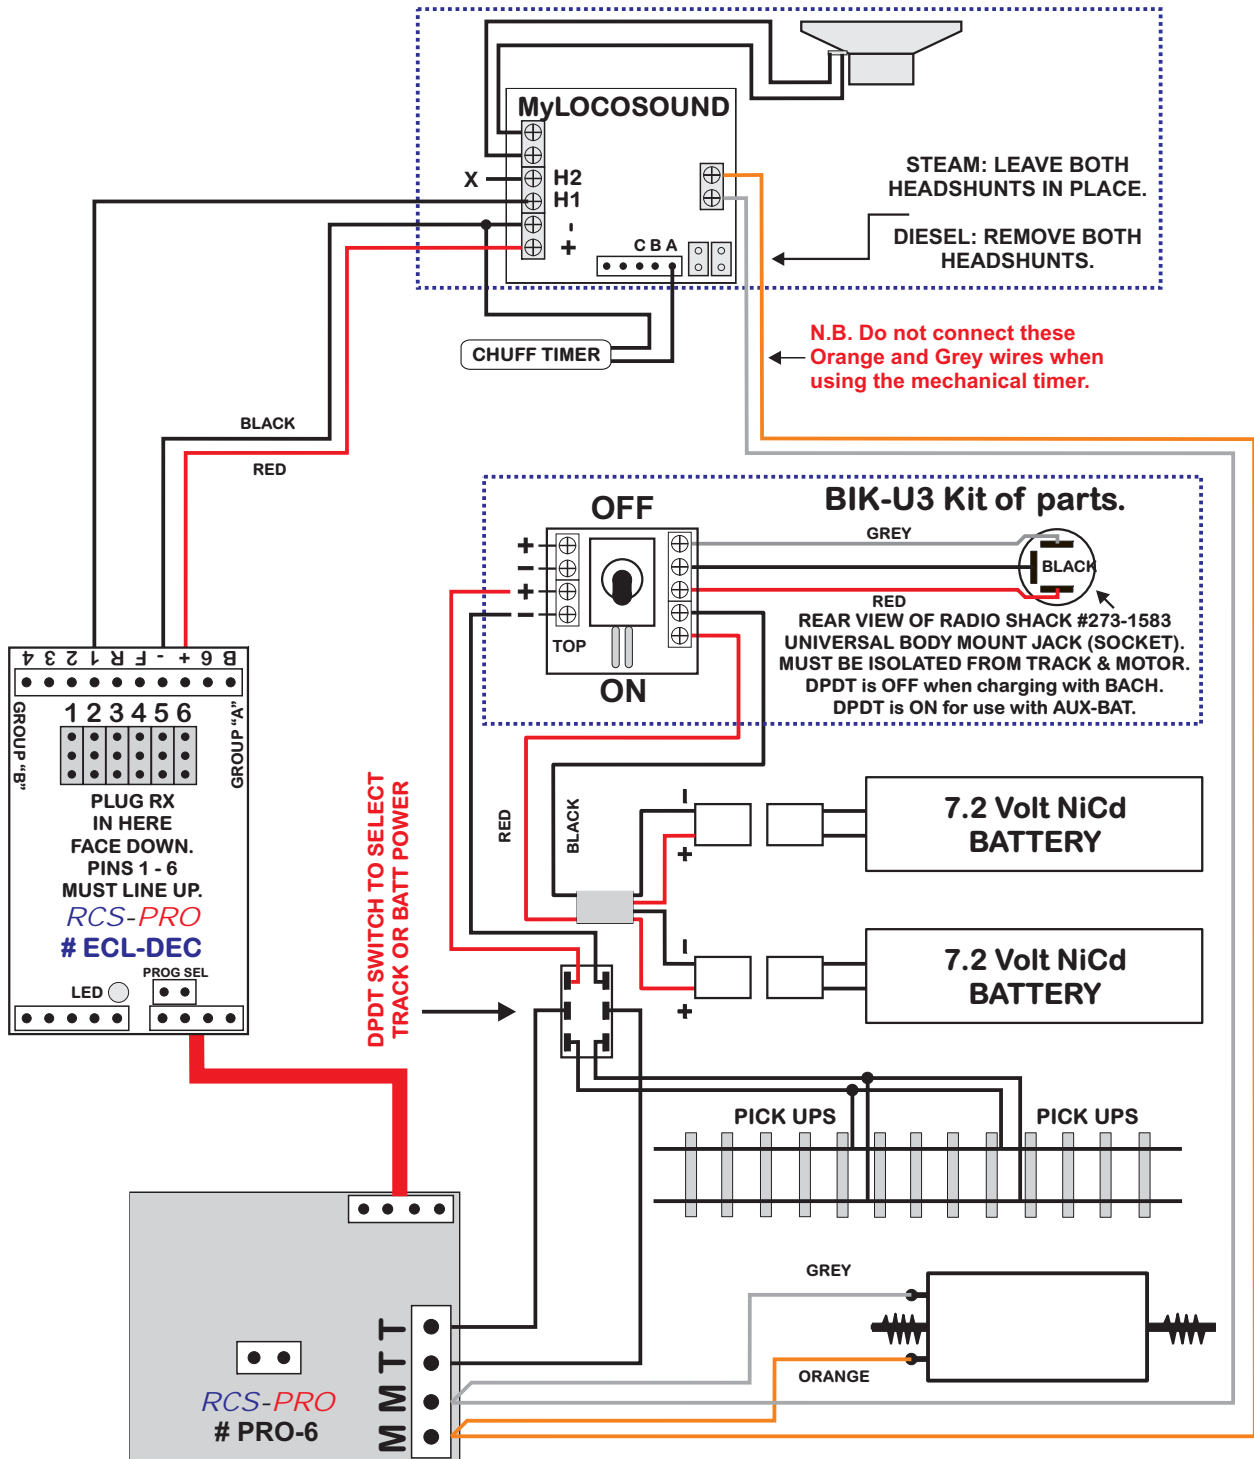 MyLOCOSOUND
X
H2
H1
-
+
C B A
STEAM: LEAVE BOTH
HEADSHUNTS IN PLACE.
DIESEL: REMOVE BOTH
HEADSHUNTS.
CHUFF TIMER
N.B. Do not connect these
Orange and Grey wires when
using the mechanical timer.
BLACK
RED
OFF
BIK-U3 Kit of parts.
GREY
+
-
+
-
BLACK
RED
TOP
ON
REAR VIEW OF RADIO SHACK #273-1583
UNIVERSAL BODY MOUNT JACK (SOCKET).
MUST BE ISOLATED FROM TRACK & MOTOR.
DPDT is OFF when charging with BACH.
DPDT is ON for use with AUX-BAT.
4 3 2 1 R F - + 6 B
GROUP "B"
1 2 3 4 5 6
GROUP "A"
PLUG RX
IN HERE
FACE DOWN.
PINS 1 - 6
MUST LINE UP.
RCS-PRO
# ECL-DEC
PROG SEL
LED
DPDT SWITCH TO SELECT
TRACK OR BATT POWER
RED
BLACK
-
+
7.2 Volt NiCd
BATTERY
-
+
7.2 Volt NiCd
BATTERY
PICK UPS
PICK UPS
GREY
ORANGE
M M T T
RCS-PRO
# PRO-6